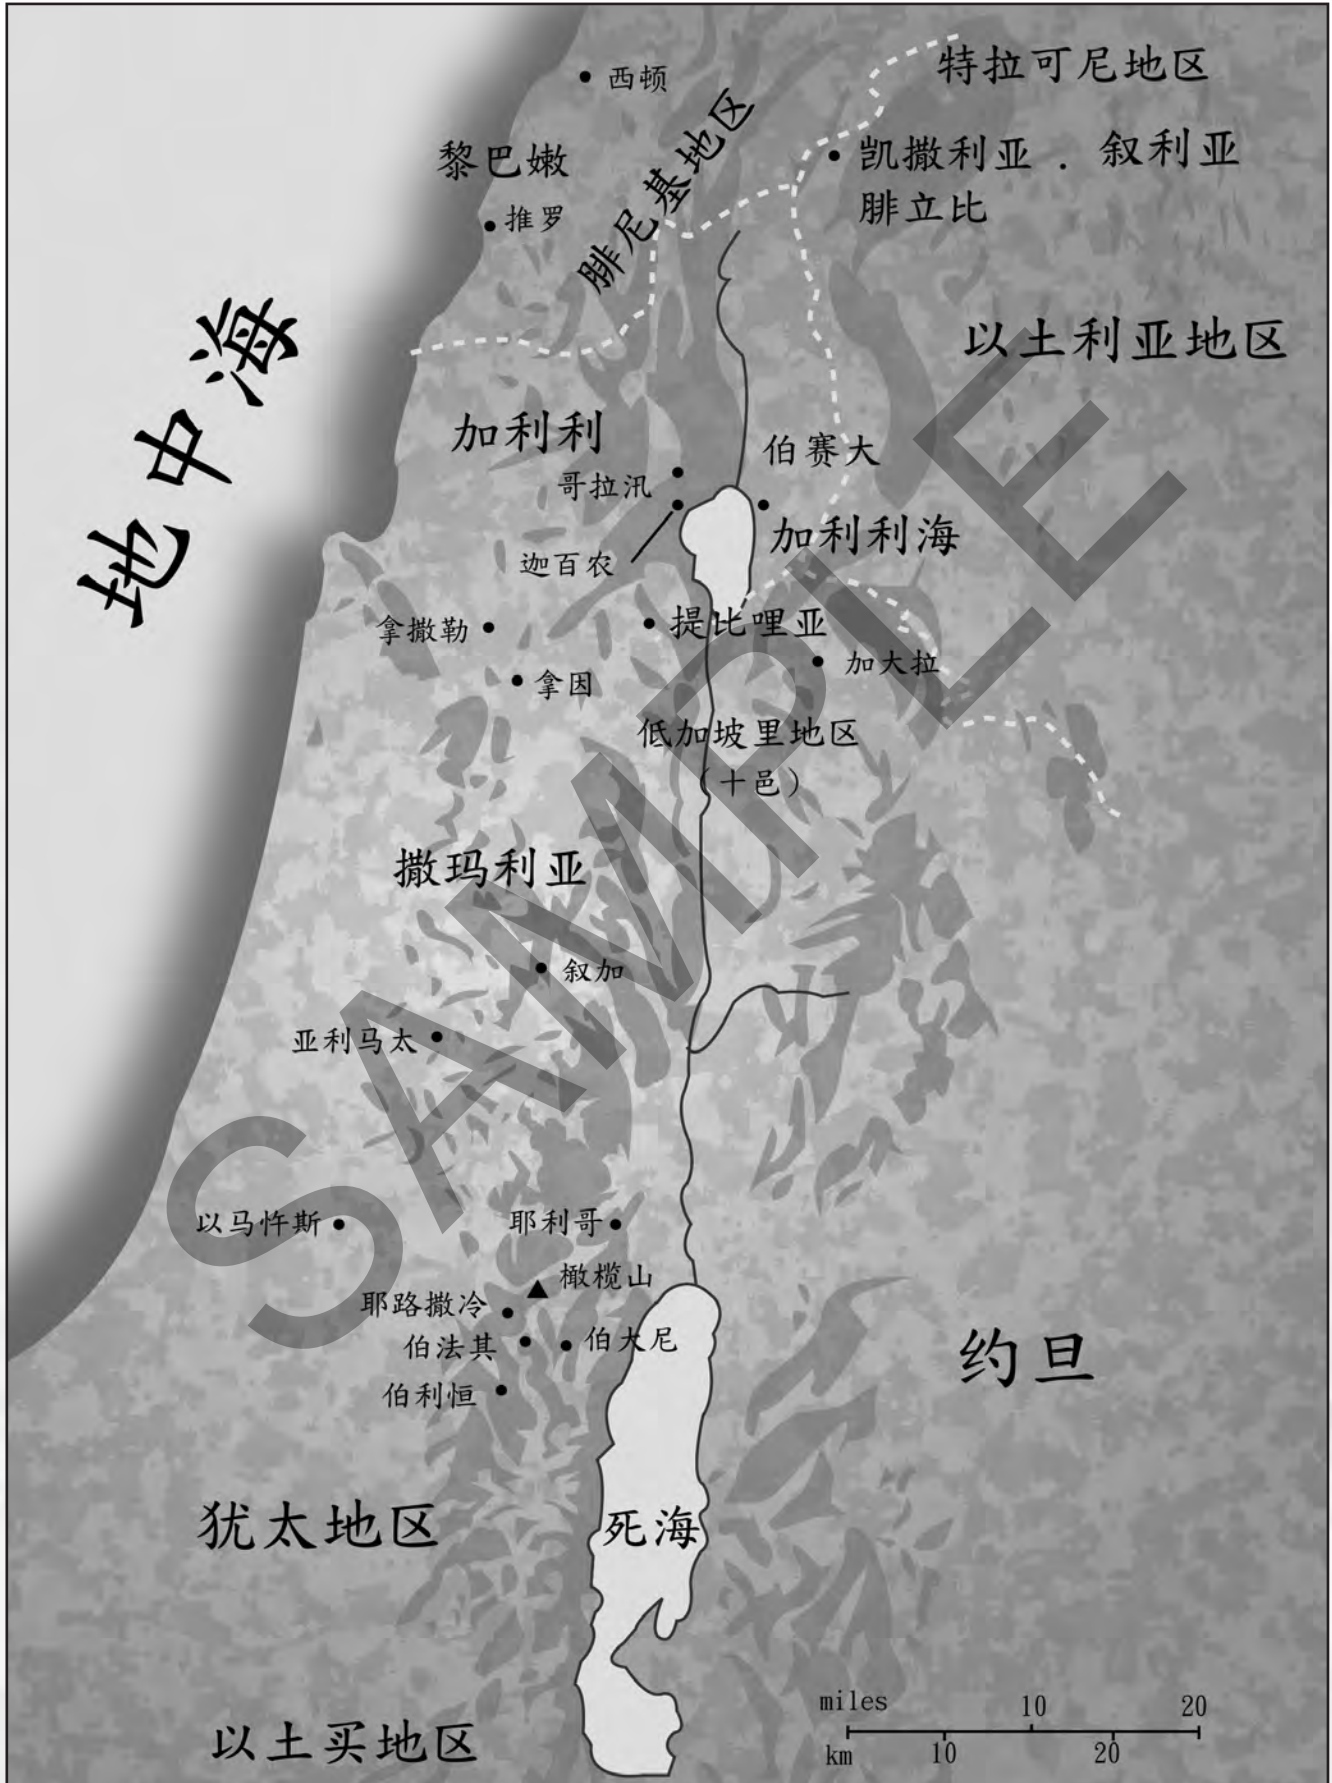 西顿
特拉可尼地区
黎巴嫩
腓尼基地区
凯撒利亚 . 叙利亚
腓立比
推罗
地中海
以土利亚地区
加利利
伯赛大
哥拉汛
加利利海
迦百农
拿撒勒
提比哩亚
加大拉
拿因
低加坡里地区
(十邑)
撒玛利亚
叙加
亚利马太
以马忤斯
耶利哥
橄榄山
耶路撒冷
伯法其
伯大尼
伯利恒
约旦
犹太地区
死海
以土买地区
miles 10 20
km 10 20
SAMPLE